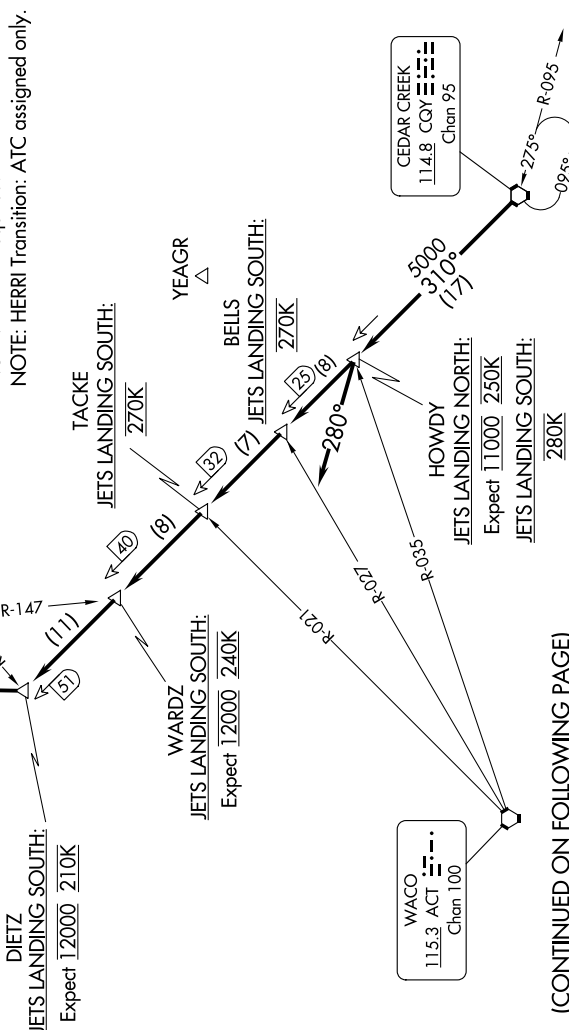 NOTE: HERRI Transition: ATC assigned only.
CEDAR CREEK
114.8 CQY
Chan 95
R-095
275°
095°
5000
310°
(17)
YEAGR
BELLS
JETS LANDING SOUTH:
270K
TACKE
JETS LANDING SOUTH:
270K
25
(8)
280°
(7)
32
HOWDY
JETS LANDING NORTH:
Expect 11000 250K
JETS LANDING SOUTH:
280K
(8)
40
R-147
(11)
51
WARDZ
JETS LANDING SOUTH:
Expect 12000 240K
DIETZ
JETS LANDING SOUTH:
Expect 12000 210K
R-021
R-027
R-035
WACO
115.3 ACT
Chan 100
(CONTINUED ON FOLLOWING PAGE)